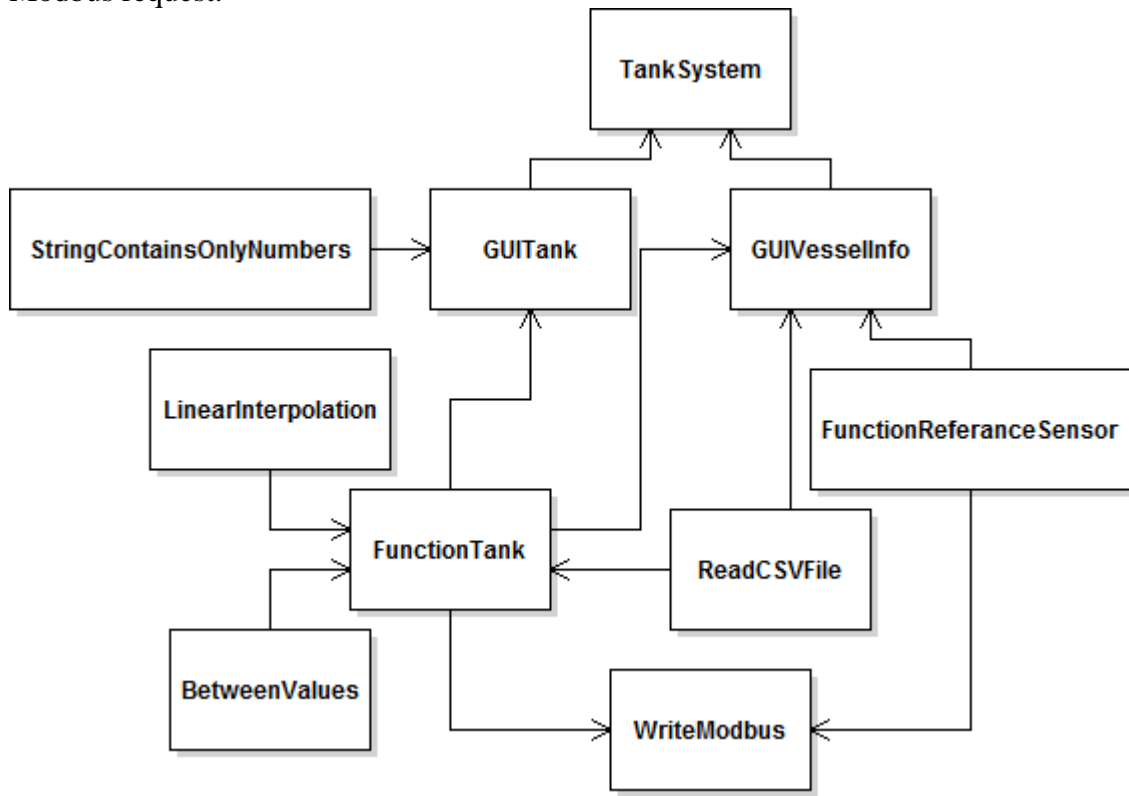 Modbus request.
TankSystem
StringContainsOnlyNumbers
GUITank
GUIVesselInfo
LinearInterpolation
FunctionReferanceSensor
FunctionTank
ReadCSVFile
BetweenValues
WriteModbus